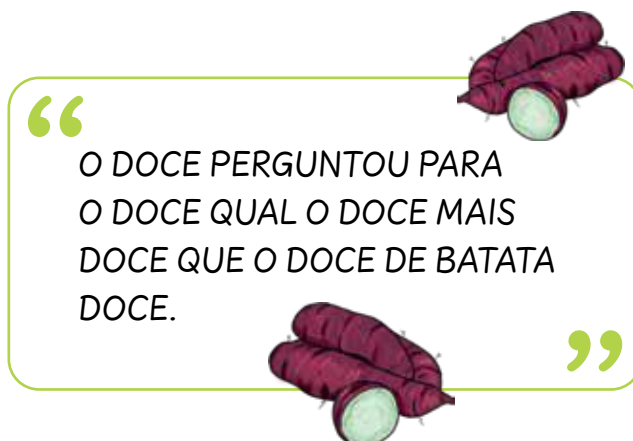 “
O DOCE PERGUNTOU PARA
O DOCE QUAL O DOCE MAIS
DOCE QUE O DOCE DE BATATA
DOCE.
”